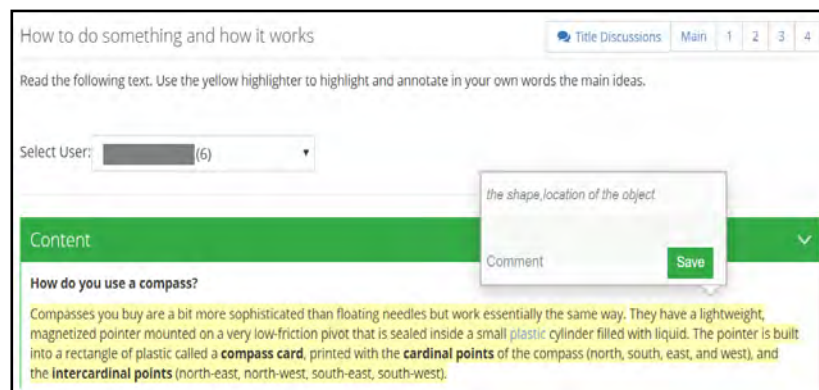 How to do something and how it works
Title Discussions Main 1 2 3 4
Read the following text. Use the yellow highlighter to highlight and annotate in your own words the main ideas.
Select User: (6)
the shape,location of the object
Comment Save
Content
How do you use a compass?
Compasses you buy are a bit more sophisticated than floating needles but work essentially the same way. They have a lightweight,
magnetized pointer mounted on a very low-friction pivot that is sealed inside a small plastic cylinder filled with liquid. The pointer is built
into a rectangle of plastic called a compass card, printed with the cardinal points of the compass (north, south, east, and west), and
the intercardinal points (north-east, north-west, south-east, south-west).